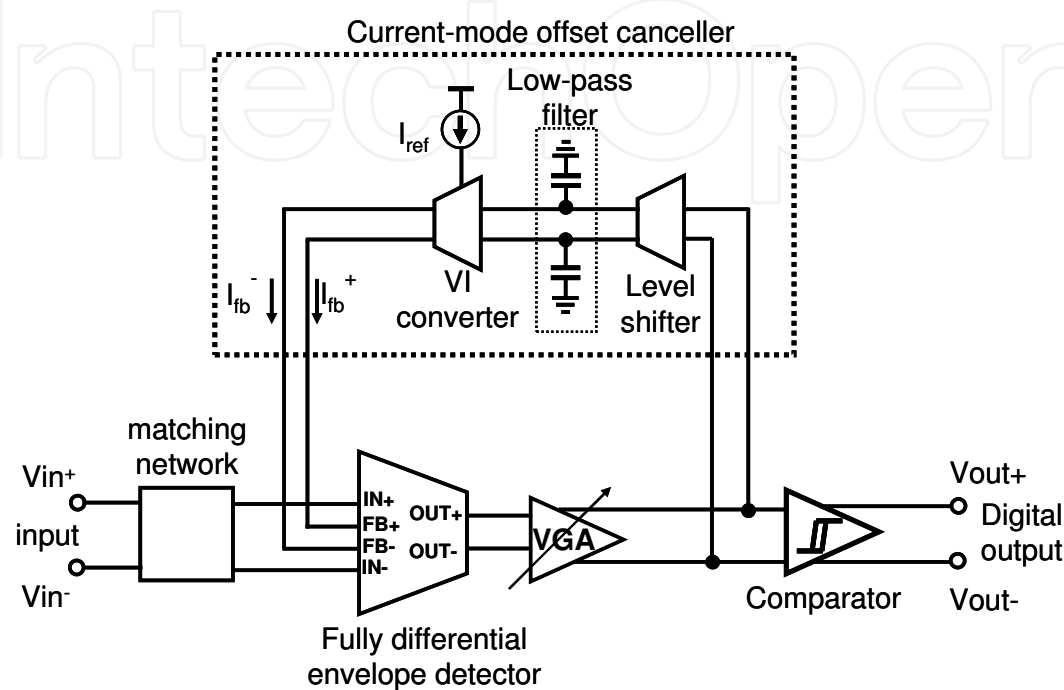 IntechOpen
Current-mode offset canceller
Low-pass
filter
Iref
VI
converter
Level
shifter
Ifb-
Ifb+
matching
network
Vin+
input
Vin-
IN+
FB+
FB-
IN-
OUT+
OUT-
VGA
Fully differential
envelope detector
Comparator
Vout+
Digital
output
Vout-